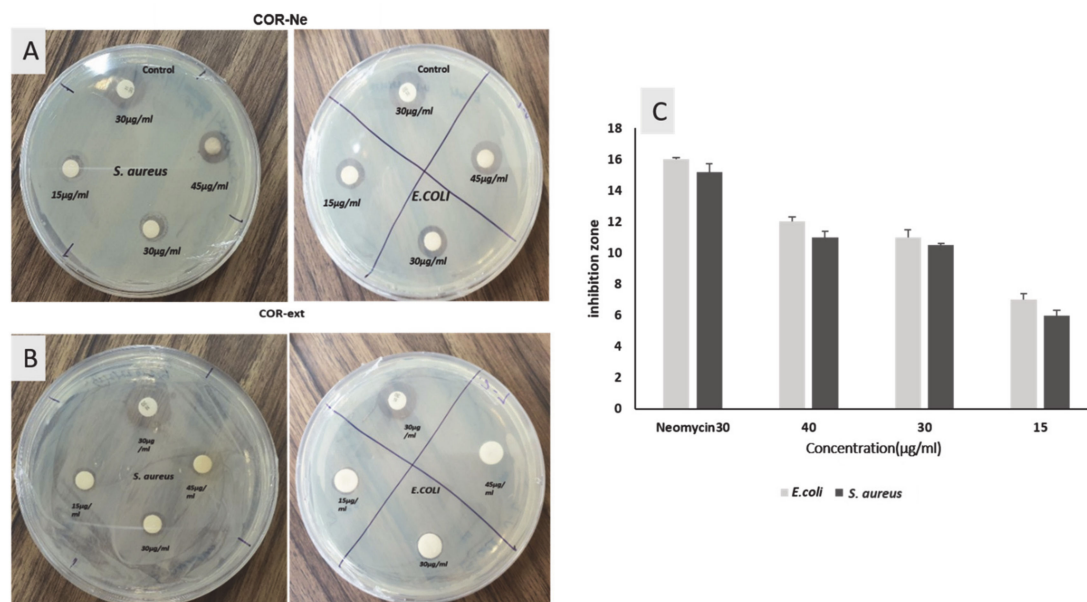 COR-Ne
A
Control
30µg/ml
S. aureus
45µg/ml
15µg/ml
30µg/ml
Control
30µg/ml
45µg/ml
15µg/ml
E.COLI
30µg/ml
COR-ext
B
30µg
/ml
S. aureus
45µg/
ml
15µg/
ml
30µg/ml
30µg
/ml
45µg/
ml
15µg/
ml
E.COLI
30µg/ml
C
inhibition zone
18
16
14
12
10
8
6
4
2
0
Neomycin30 40 30 15
Concentration(µg/ml)
E.coli S. aureus